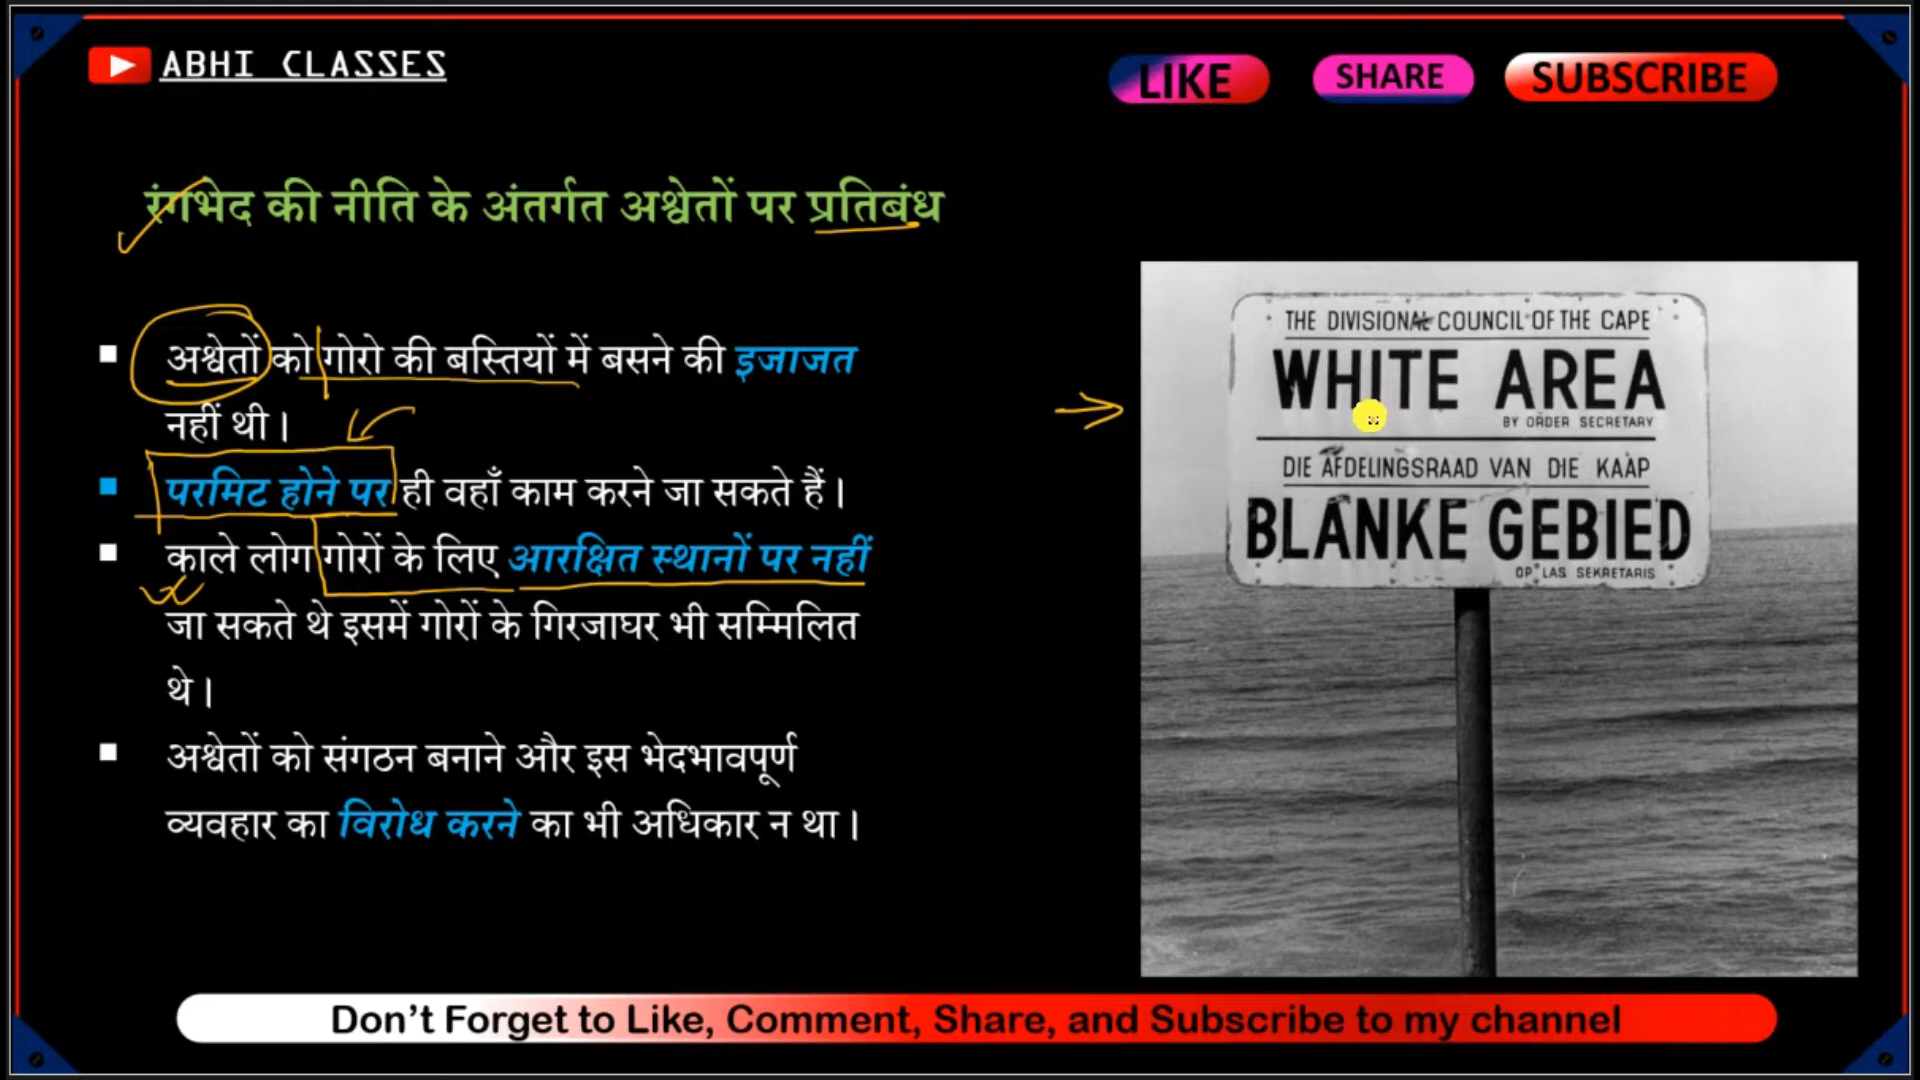 ABHI CLASSES
LIKE
SHARE
SUBSCRIBE
रंगभेद की नीति के अंतर्गत अश्वेतों पर प्रतिबंध
अश्वेतों को गोरो की बस्तियों में बसने की इजाजत
नहीं थी।
परमिट होने पर ही वहाँ काम करने जा सकते हैं।
काले लोग गोरों के लिए आरक्षित स्थानों पर नहीं
जा सकते थे इसमें गोरों के गिरजाघर भी सम्मिलित
थे।
अश्वेतों को संगठन बनाने और इस भेदभावपूर्ण
व्यवहार का विरोध करने का भी अधिकार न था।
THE DIVISIONAL COUNCIL OF THE CAPE
WHITE AREA
BY ORDER SECRETARY
DIE AFDELINGSRAAD VAN DIE KAAP
BLANKE GEBIED
OP LAS SEKRETARIS
Don't Forget to Like, Comment, Share, and Subscribe to my channel